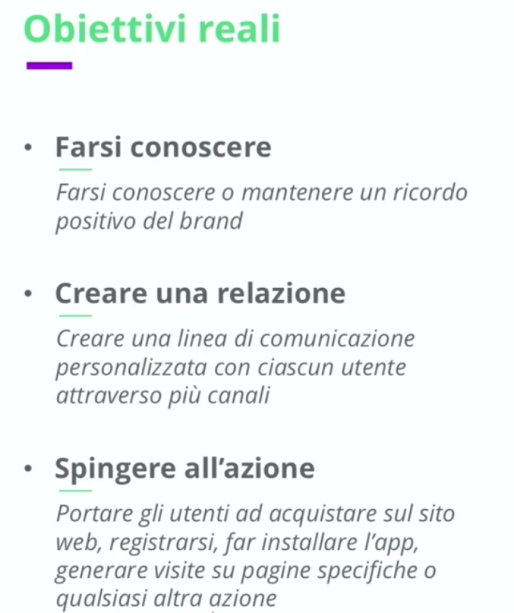 Obiettivi reali
• Farsi conoscere
Farsi conoscere o mantenere un ricordo
positivo del brand
• Creare una relazione
Creare una linea di comunicazione
personalizzata con ciascun utente
attraverso più canali
• Spingere all’azione
Portare gli utenti ad acquistare sul sito
web, registrarsi, far installare l’app,
generare visite su pagine specifiche o
qualsiasi altra azione